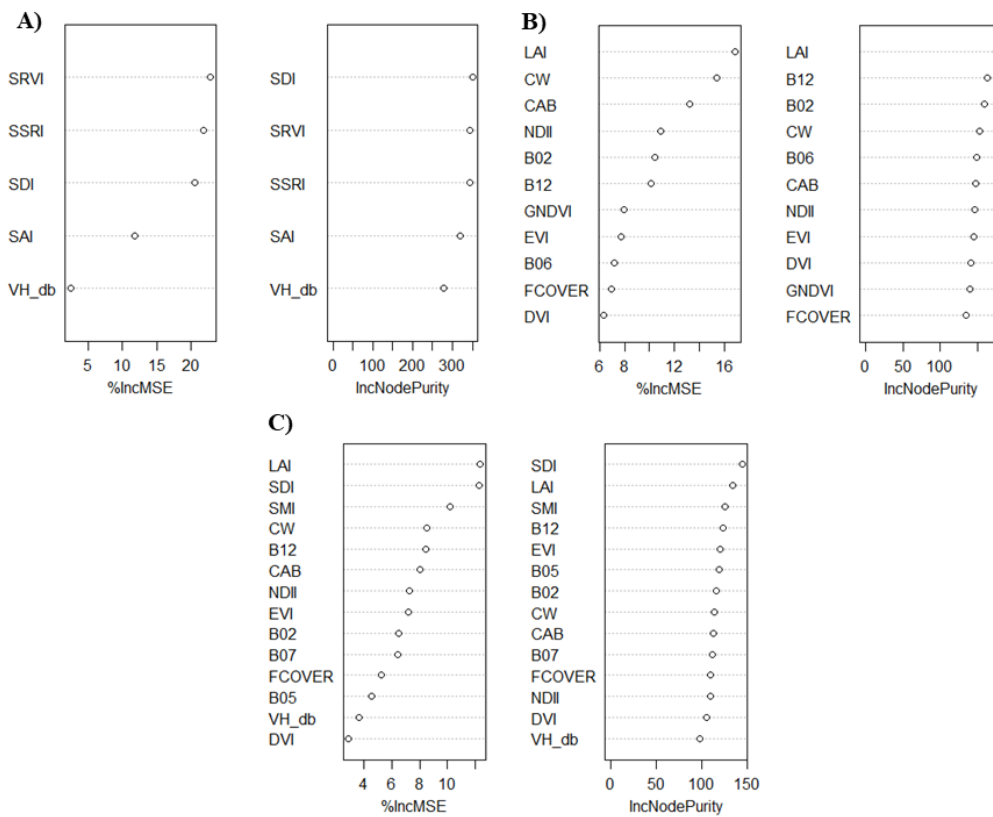 A)
SRVI
SSRI
SDI
SAI
VH_db
5 10 15 20
%IncMSE
SDI
SRVI
SSRI
SAI
VH_db
0 100 300
IncNodePurity
B)
LAI
CW
CAB
NDII
B02
B12
GNDVI
EVI
B06
FCOVER
DVI
6 8 12 16
%IncMSE
LAI
B12
B02
CW
B06
CAB
NDII
EVI
DVI
GNDVI
FCOVER
0 50 100
IncNodePurity
C)
LAI
SDI
SMI
CW
B12
CAB
NDII
EVI
B02
B07
FCOVER
B05
VH_db
DVI
4 6 8 10
%IncMSE
SDI
LAI
SMI
B12
EVI
B05
B02
CW
CAB
B07
FCOVER
NDII
DVI
VH_db
0 50 100 150
IncNodePurity